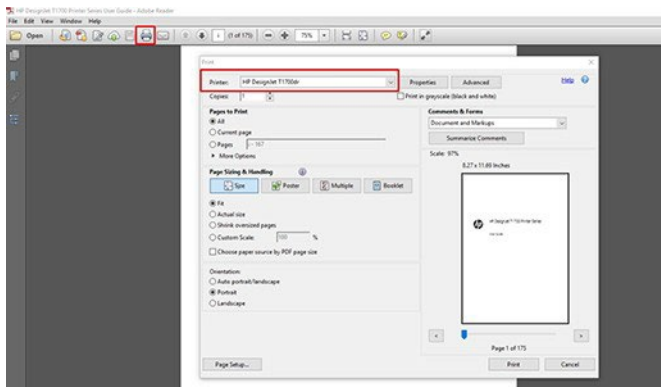 HP DesignJet T1700 Printer Series User Guide - Adobe Reader
File Edit View Window Help
Open 1 (1 of 175) 75%
Print
Printer: HP DesignJet T1700dr Properties Advanced Help
Copies: 1 Print in grayscale (black and white)
Pages to Print
All
Current page
Pages 1 - 167
More Options
Comments & Forms
Document and Markups
Summarize Comments
Page Sizing & Handling
Size Poster Multiple Booklet
Fit
Actual size
Shrink oversized pages
Custom Scale: 100 %
Choose paper source by PDF page size
Orientation:
Auto portrait/landscape
Portrait
Landscape
Scale: 97%
8.27 x 11.69 Inches
Page 1 of 175
Page Setup... Print Cancel